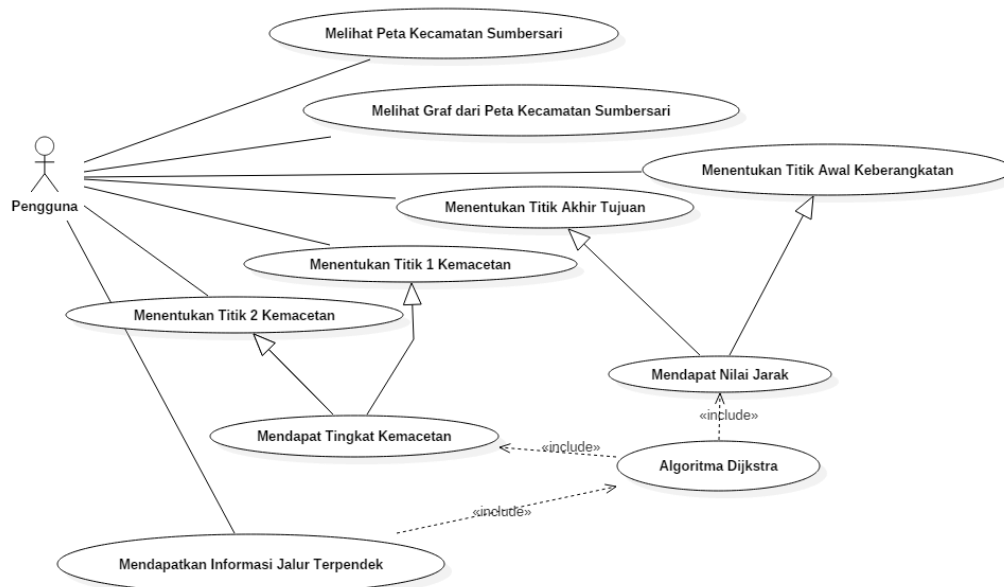 Melihat Peta Kecamatan Sumbersari
Melihat Graf dari Peta Kecamatan Sumbersari
Menentukan Titik Awal Keberangkatan
Pengguna
Menentukan Titik Akhir Tujuan
Menentukan Titik 1 Kemacetan
Menentukan Titik 2 Kemacetan
Mendapat Nilai Jarak
«include»
Mendapat Tingkat Kemacetan
«include»
Algoritma Dijkstra
«include»
Mendapatkan Informasi Jalur Terpendek